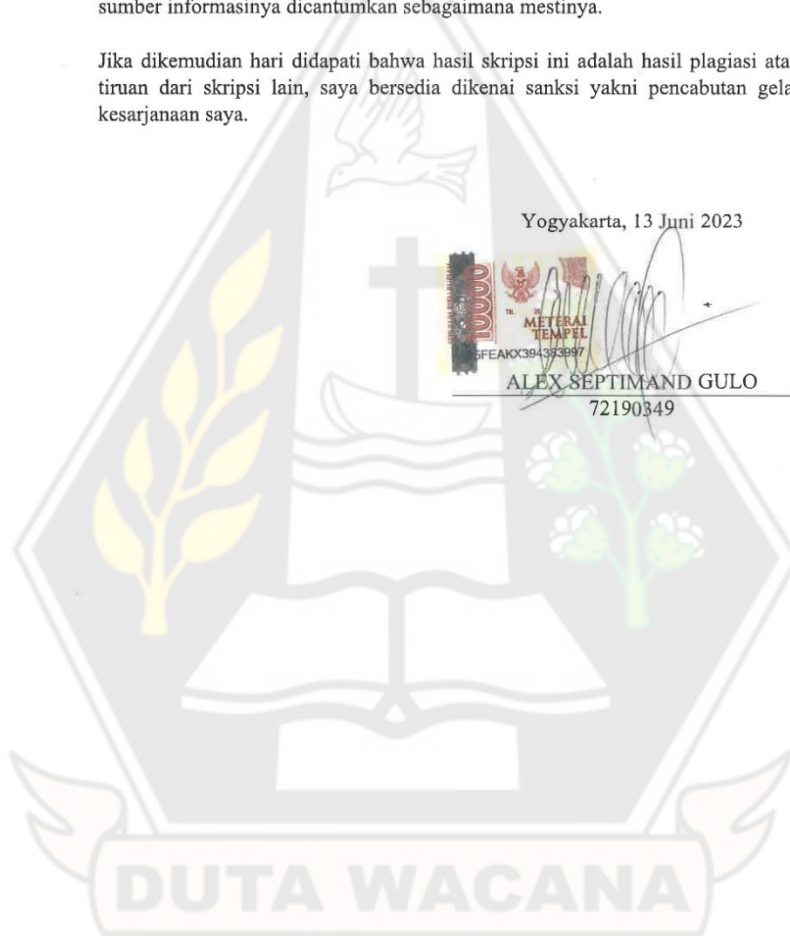 sumber informasinya dicantumkan sebagaimana mestinya.
Jika dikemudian hari didapati bahwa hasil skripsi ini adalah hasil plagiasi ata
tiruan dari skripsi lain, saya bersedia dikenai sanksi yakni pencabutan gela
kesarjanaan saya.
Yogyakarta, 13 Juni 2023
10000
METERAI
TEMPEL
FEAKX394383997
ALEX SEPTIMAND GULO
72190349
DUTA WACANA